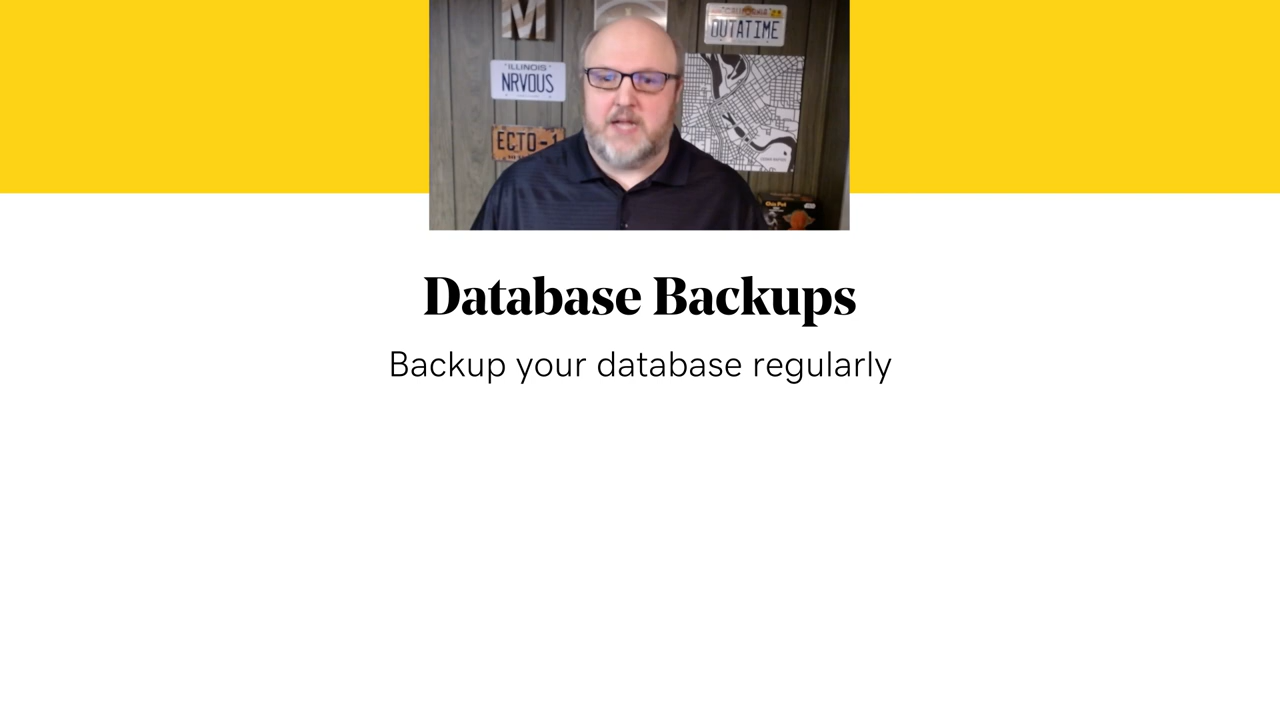 M
OUTATIME
ILLINOIS
NRVOUS
ECTO-1
Database Backups
Backup your database regularly